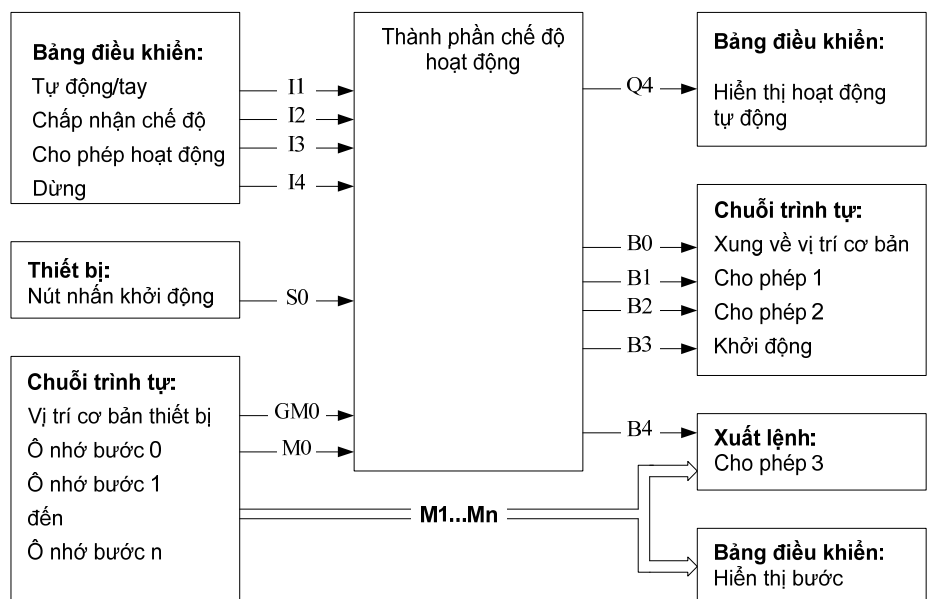 Bảng điều khiển:
Tự động/tay
Chấp nhận chế độ
Cho phép hoạt động
Dừng
I1
I2
I3
I4
Thiết bị:
Nút nhấn khởi động
S0
Chuỗi trình tự:
Vị trí cơ bản thiết bị
Ô nhớ bước 0
Ô nhớ bước 1
đến
Ô nhớ bước n
GM0
M0
M1...Mn
Thành phần chế độ
hoạt động
Q4
B0
B1
B2
B3
B4
Bảng điều khiển:
Hiển thị hoạt động
tự động
Chuỗi trình tự:
Xung về vị trí cơ bản
Cho phép 1
Cho phép 2
Khởi động
Xuất lệnh:
Cho phép 3
Bảng điều khiển:
Hiển thị bước